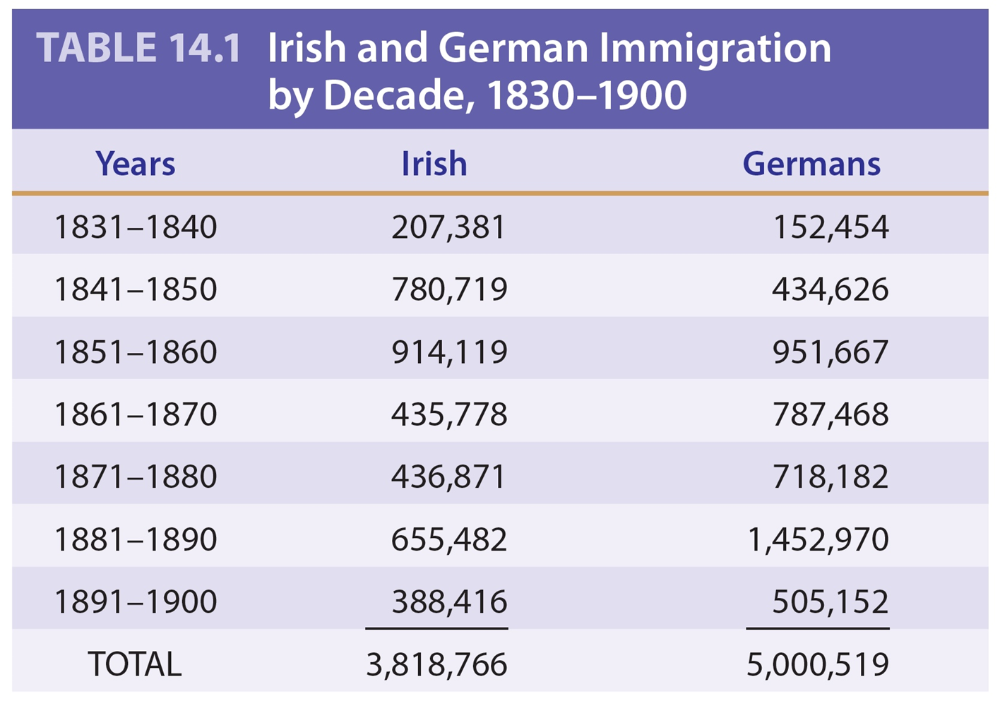 TABLE 14.1 Irish and German Immigration
by Decade, 1830–1900
Years Irish Germans
1831–1840 207,381 152,454
1841–1850 780,719 434,626
1851–1860 914,119 951,667
1861–1870 435,778 787,468
1871–1880 436,871 718,182
1881–1890 655,482 1,452,970
1891–1900 388,416 505,152
TOTAL 3,818,766 5,000,519